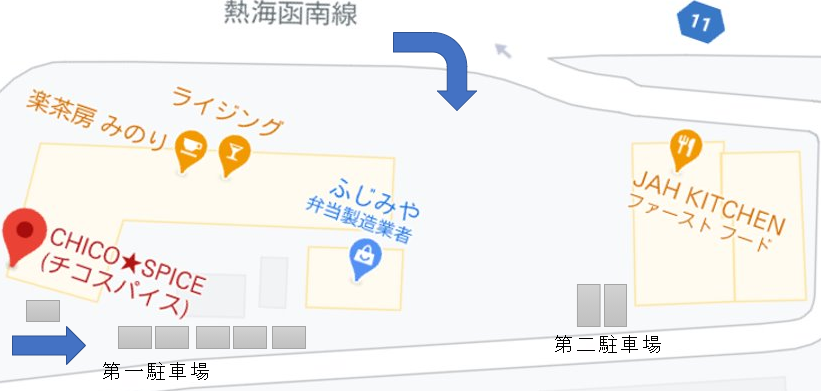 熱海函南線
11
ライジング
楽茶房 みのり
ふじみや
弁当製造業者
JAH KITCHEN
ファースト フード
CHICO★SPICE
(チコスパイス)
第二駐車場
第一駐車場